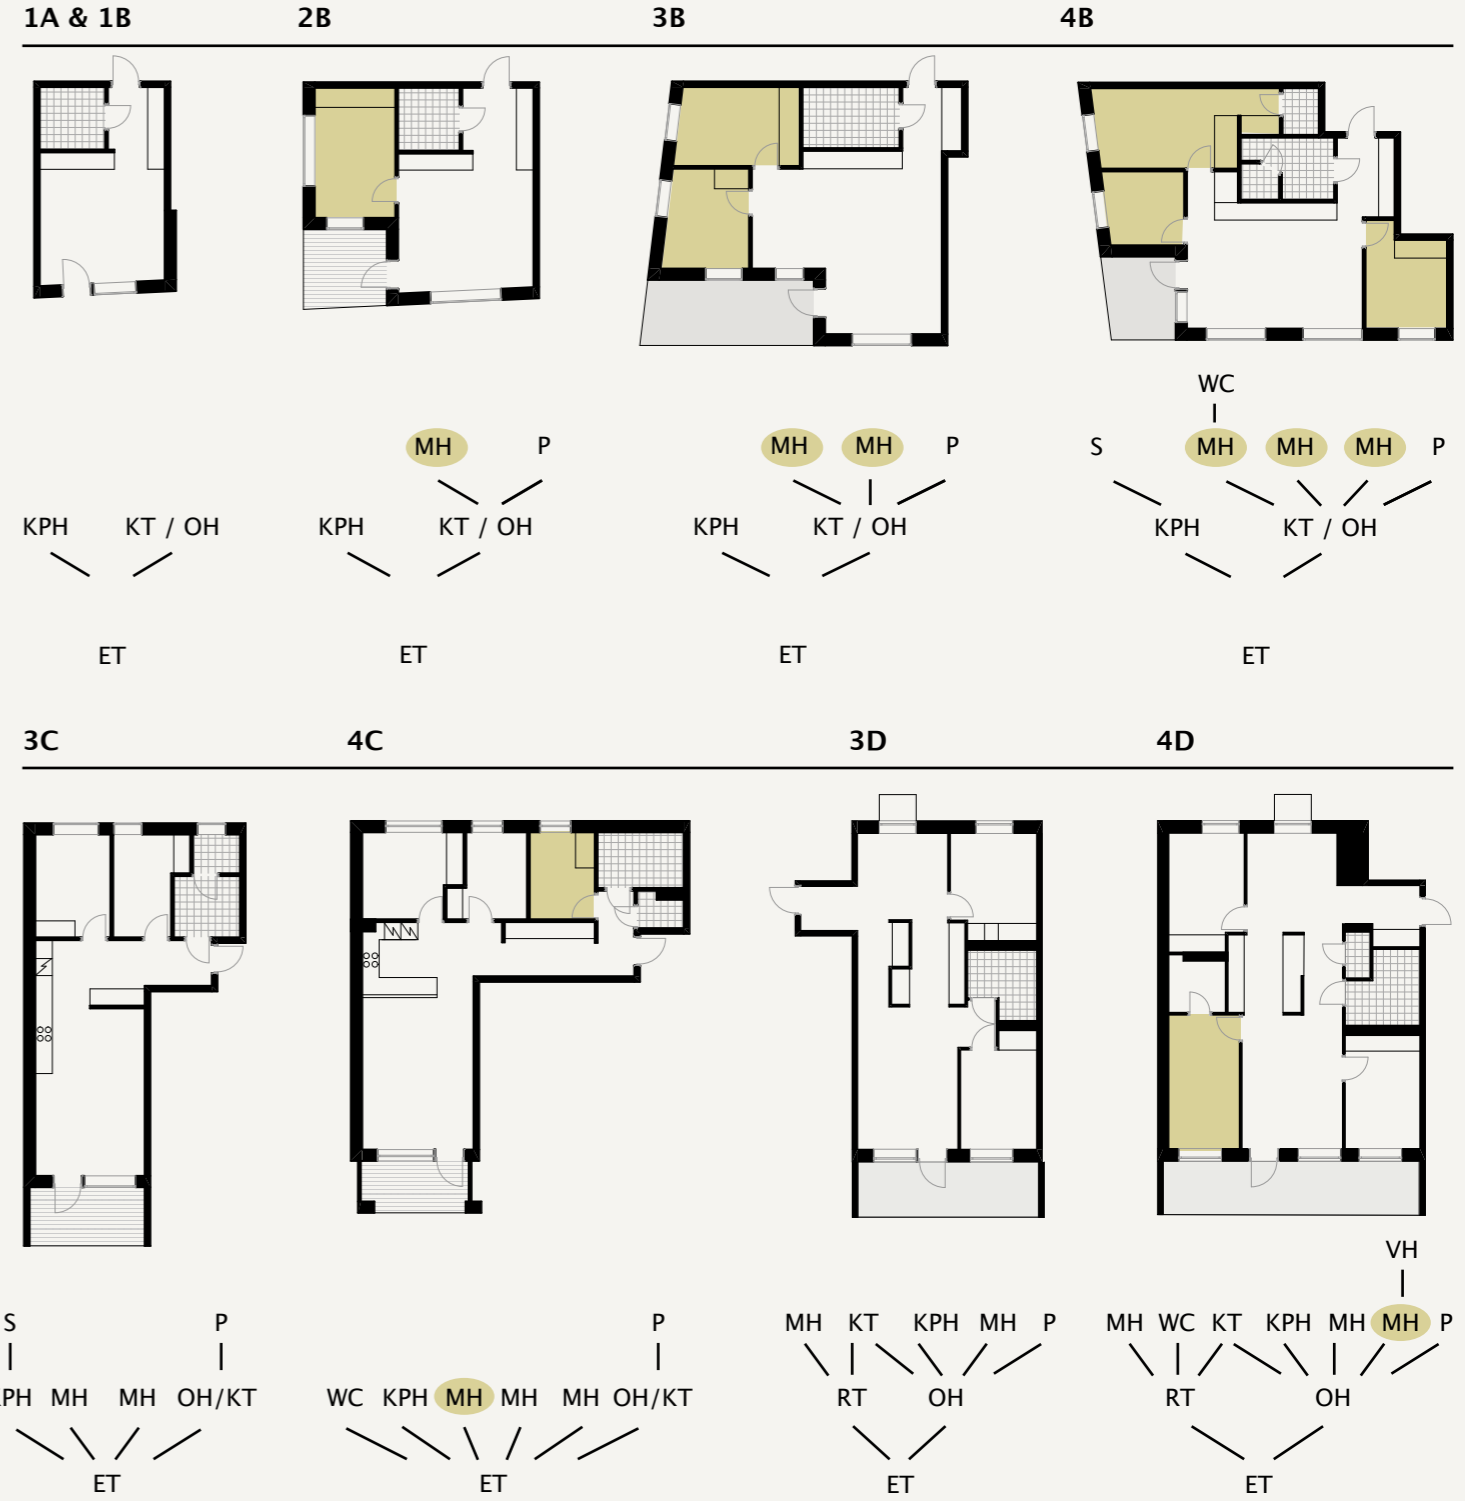 1A & 1B 2B 3B 4B
WC
MH P MH MH P S MH MH MH P
KPH KT / OH KPH KT / OH KPH KT / OH KPH KT / OH
ET ET ET ET
3C 4C 3D 4D
VH
S P P MH KT KPH MH P MH WC KT KPH MH MH P
PH MH MH OH/KT WC KPH MH MH MH OH/KT RT OH RT OH
ET ET ET ET